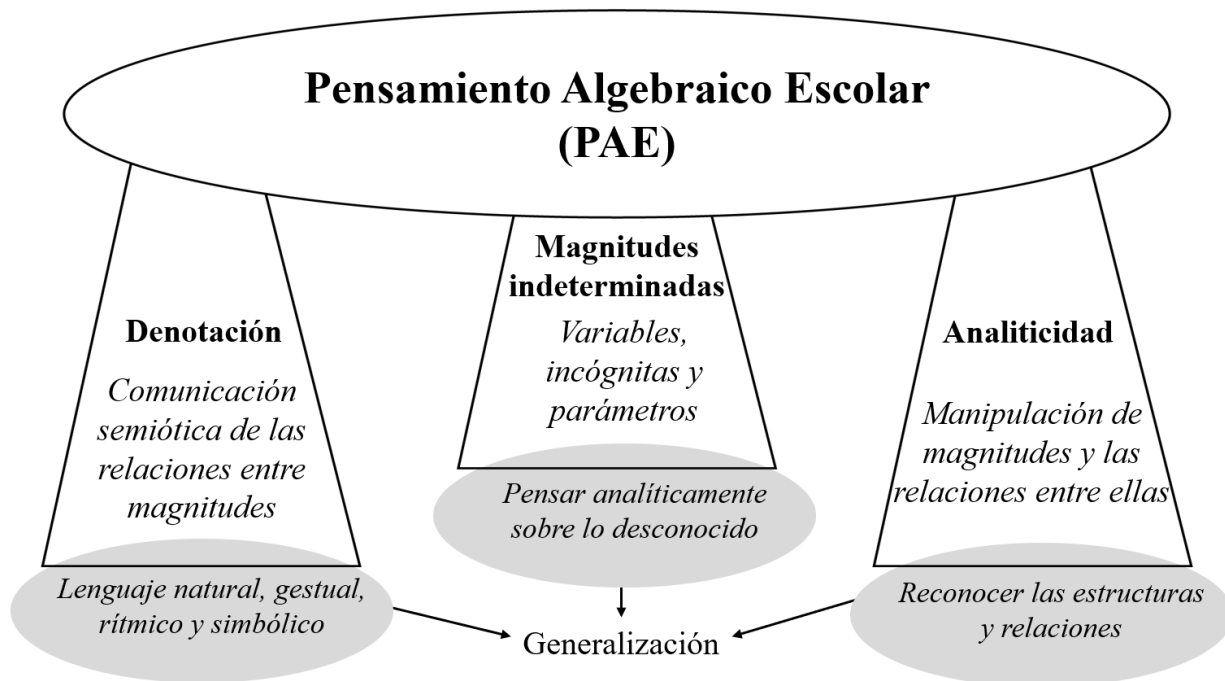 Pensamiento Algebraico Escolar
(PAE)
Denotación
Comunicación
semiótica de las
relaciones entre
magnitudes
Lenguaje natural, gestual,
rítmico y simbólico
Magnitudes
indeterminadas
Variables,
incógnitas y
parámetros
Pensar analíticamente
sobre lo desconocido
Analiticidad
Manipulación de
magnitudes y las
relaciones entre ellas
Reconocer las estructuras
y relaciones
Generalización